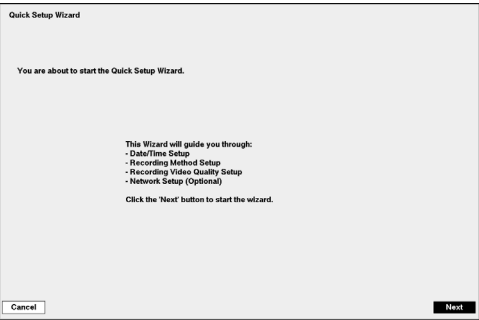 Quick Setup Wizard
You are about to start the Quick Setup Wizard.
This Wizard will guide you through:
- Date/Time Setup
- Recording Method Setup
- Recording Video Quality Setup
- Network Setup (Optional)
Click the 'Next' button to start the wizard.
Cancel
Next